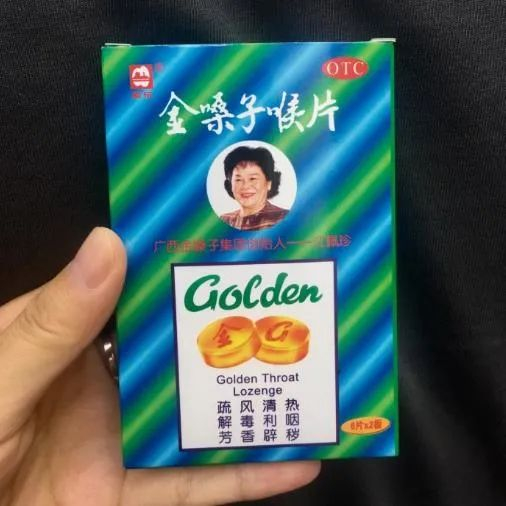 OTC
金嗓子喉片
广西金嗓子集团创始人——江佩珍
Golden
金 G
Golden Throat
Lozenge
疏风清热
解毒利咽
芳香辟秽
6片x2板